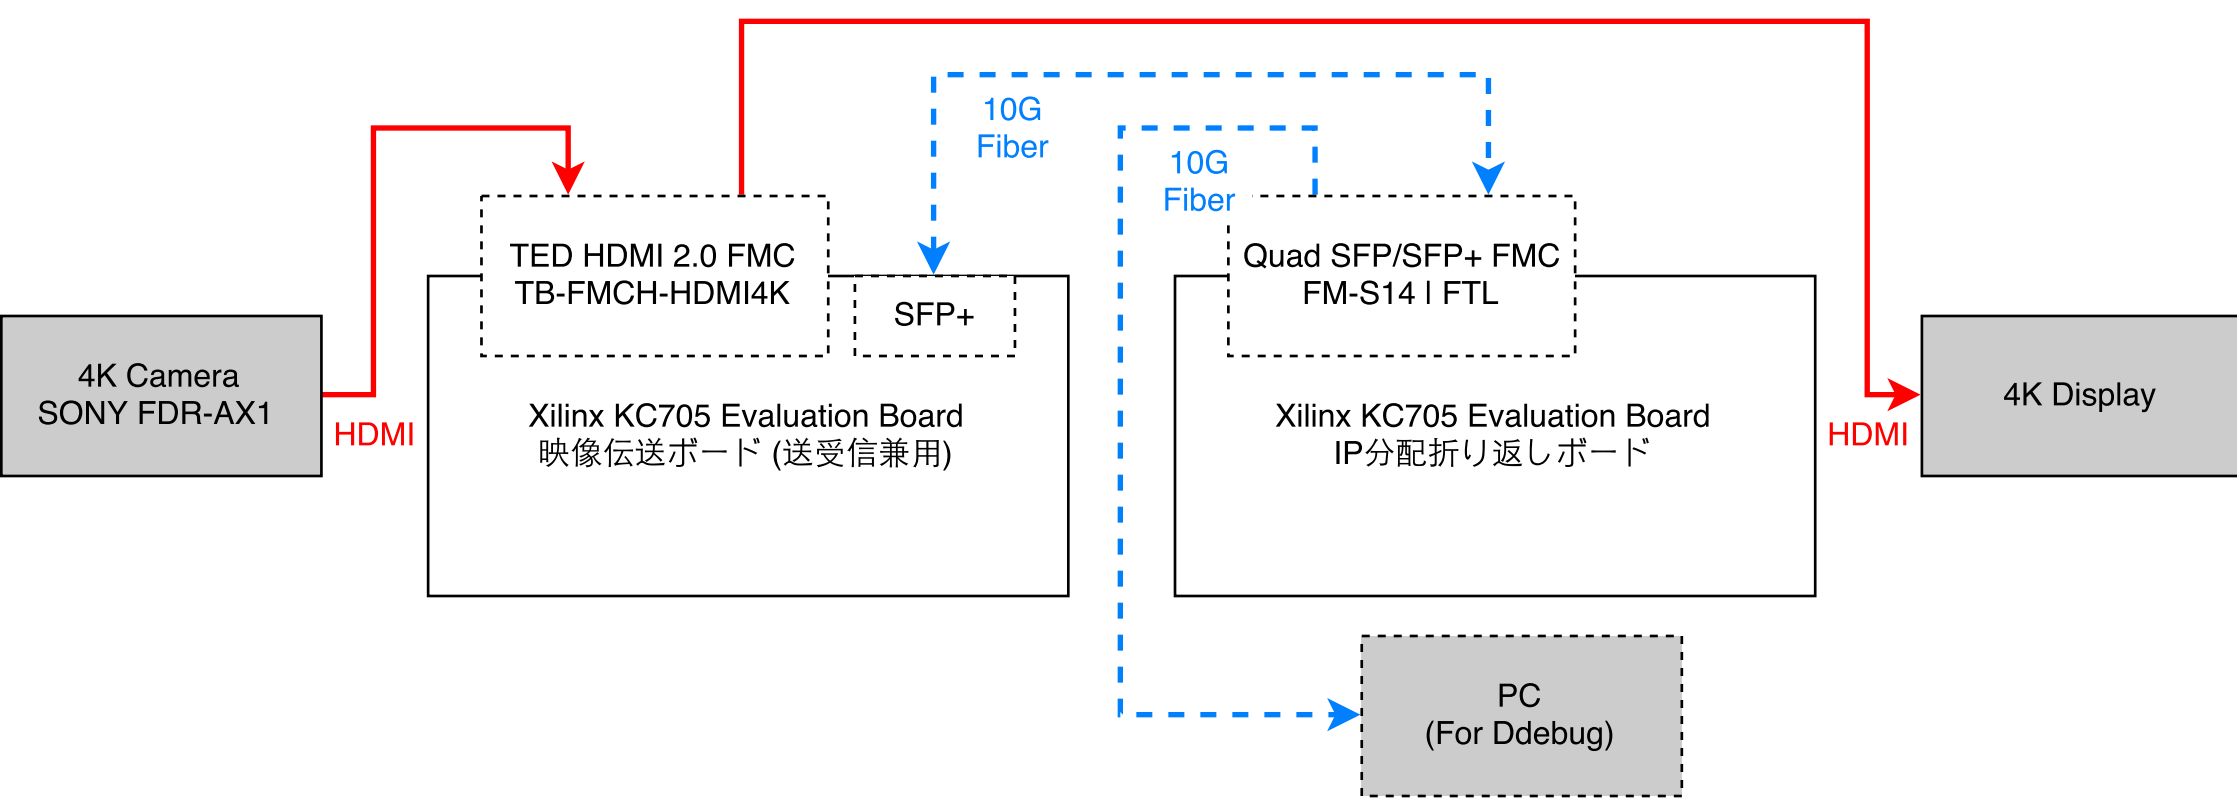 10G
Fiber
10G
Fiber
TED HDMI 2.0 FMC
TB-FMCH-HDMI4K
SFP+
Quad SFP/SFP+ FMC
FM-S14 | FTL
4K Camera
SONY FDR-AX1
HDMI
Xilinx KC705 Evaluation Board
映像伝送ボード (送受信兼用)
Xilinx KC705 Evaluation Board
IP分配折り返しボード
HDMI
4K Display
PC
(For Ddebug)